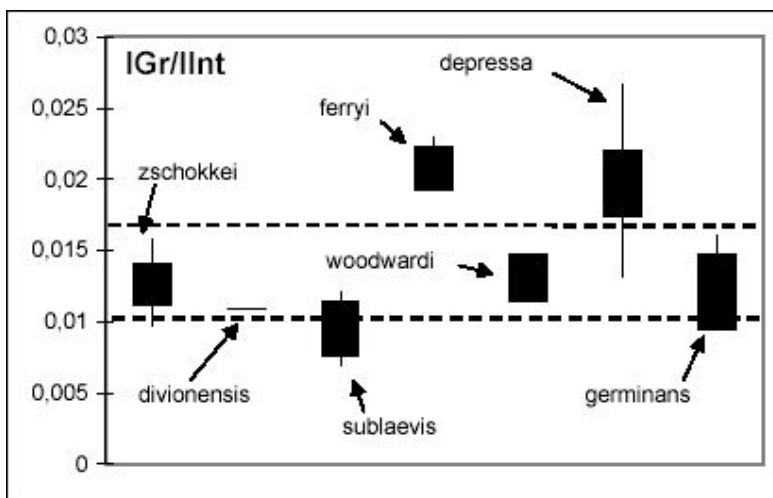 0,03
IGr/IInt
depressa
0,025
ferryi
0,02
zschokkei
0,015
woodwardi
0,01
0,005
divionensis
germinans
sublaevis
0